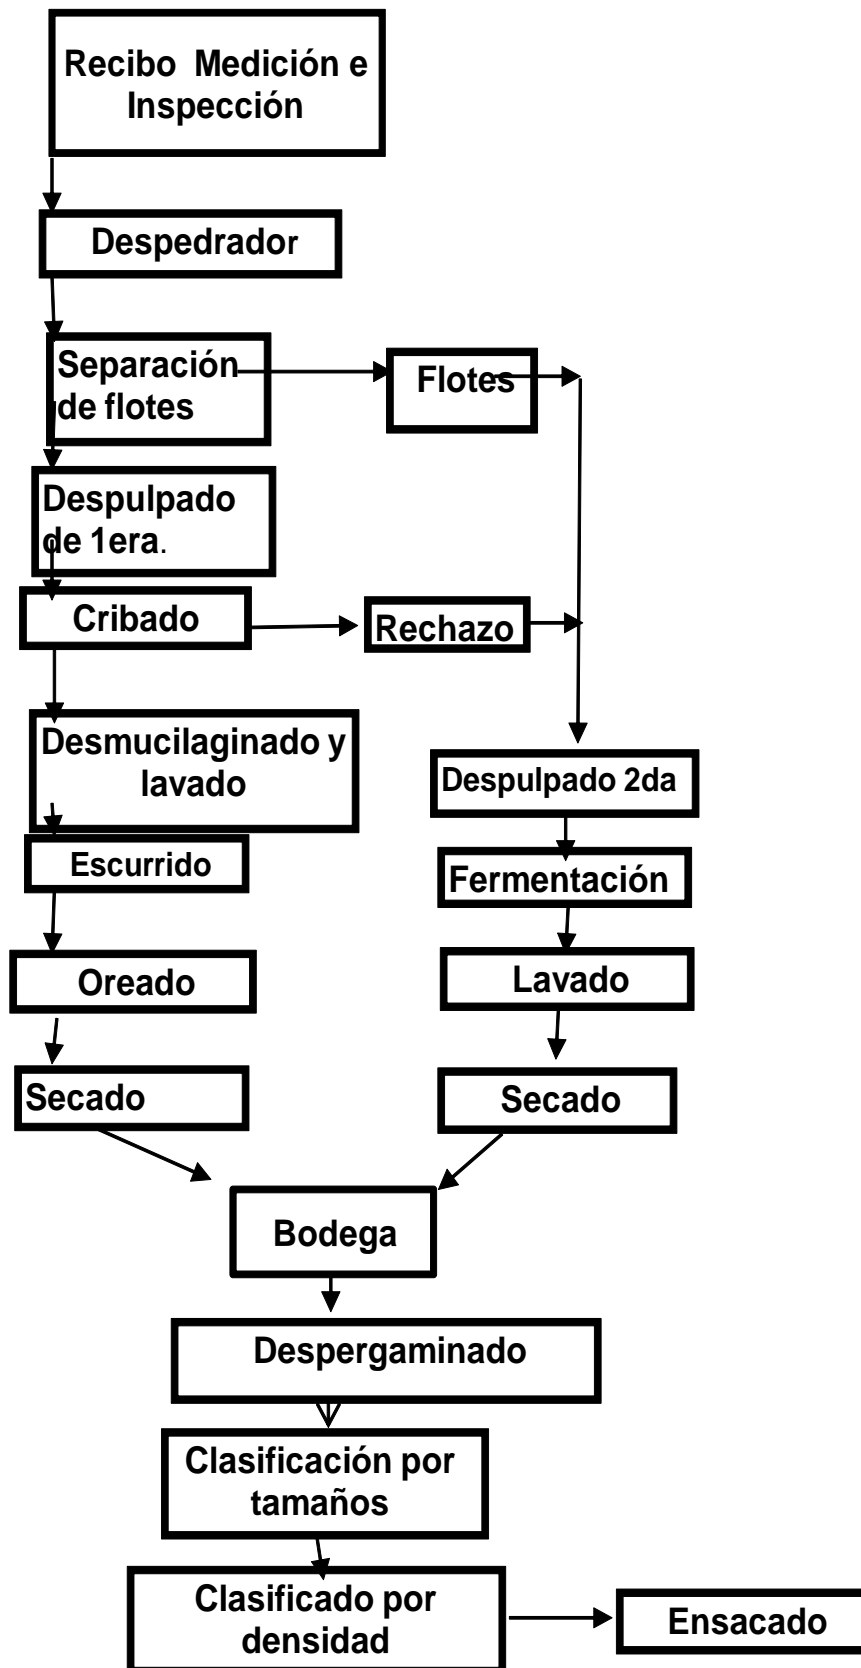 Recibo Medición e
Inspección
Despedrador
Separación
de flotes
Flotes
Despulpado
de 1era.
Cribado
Rechazo
Desmucilaginado y
lavado
Despulpado 2da
Escurrido
Fermentación
Oreado
Lavado
Secado
Secado
Bodega
Despergaminado
Clasificación por
tamaños
Clasificado por
densidad
Ensacado